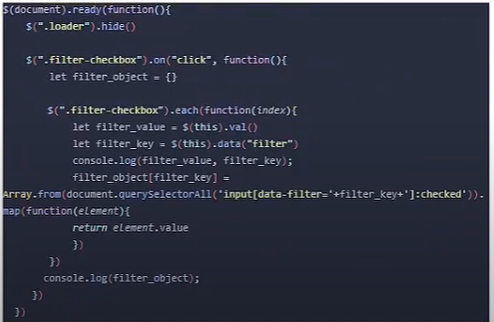 $(document).ready(function(){
$(".loader").hide()
$(".filter-checkbox").on("click", function(){
let filter_object = {}
$(".filter-checkbox").each(function(index){
let filter_value = $(this).val()
let filter_key = $(this).data("filter")
console.log(filter_value, filter_key);
filter_object[filter_key] =
Array.from(document.querySelectorAll('input[data-filter='+filter_key+']:checked')).
map(function(element){
return element.value
})
})
console.log(filter_object);
})
})